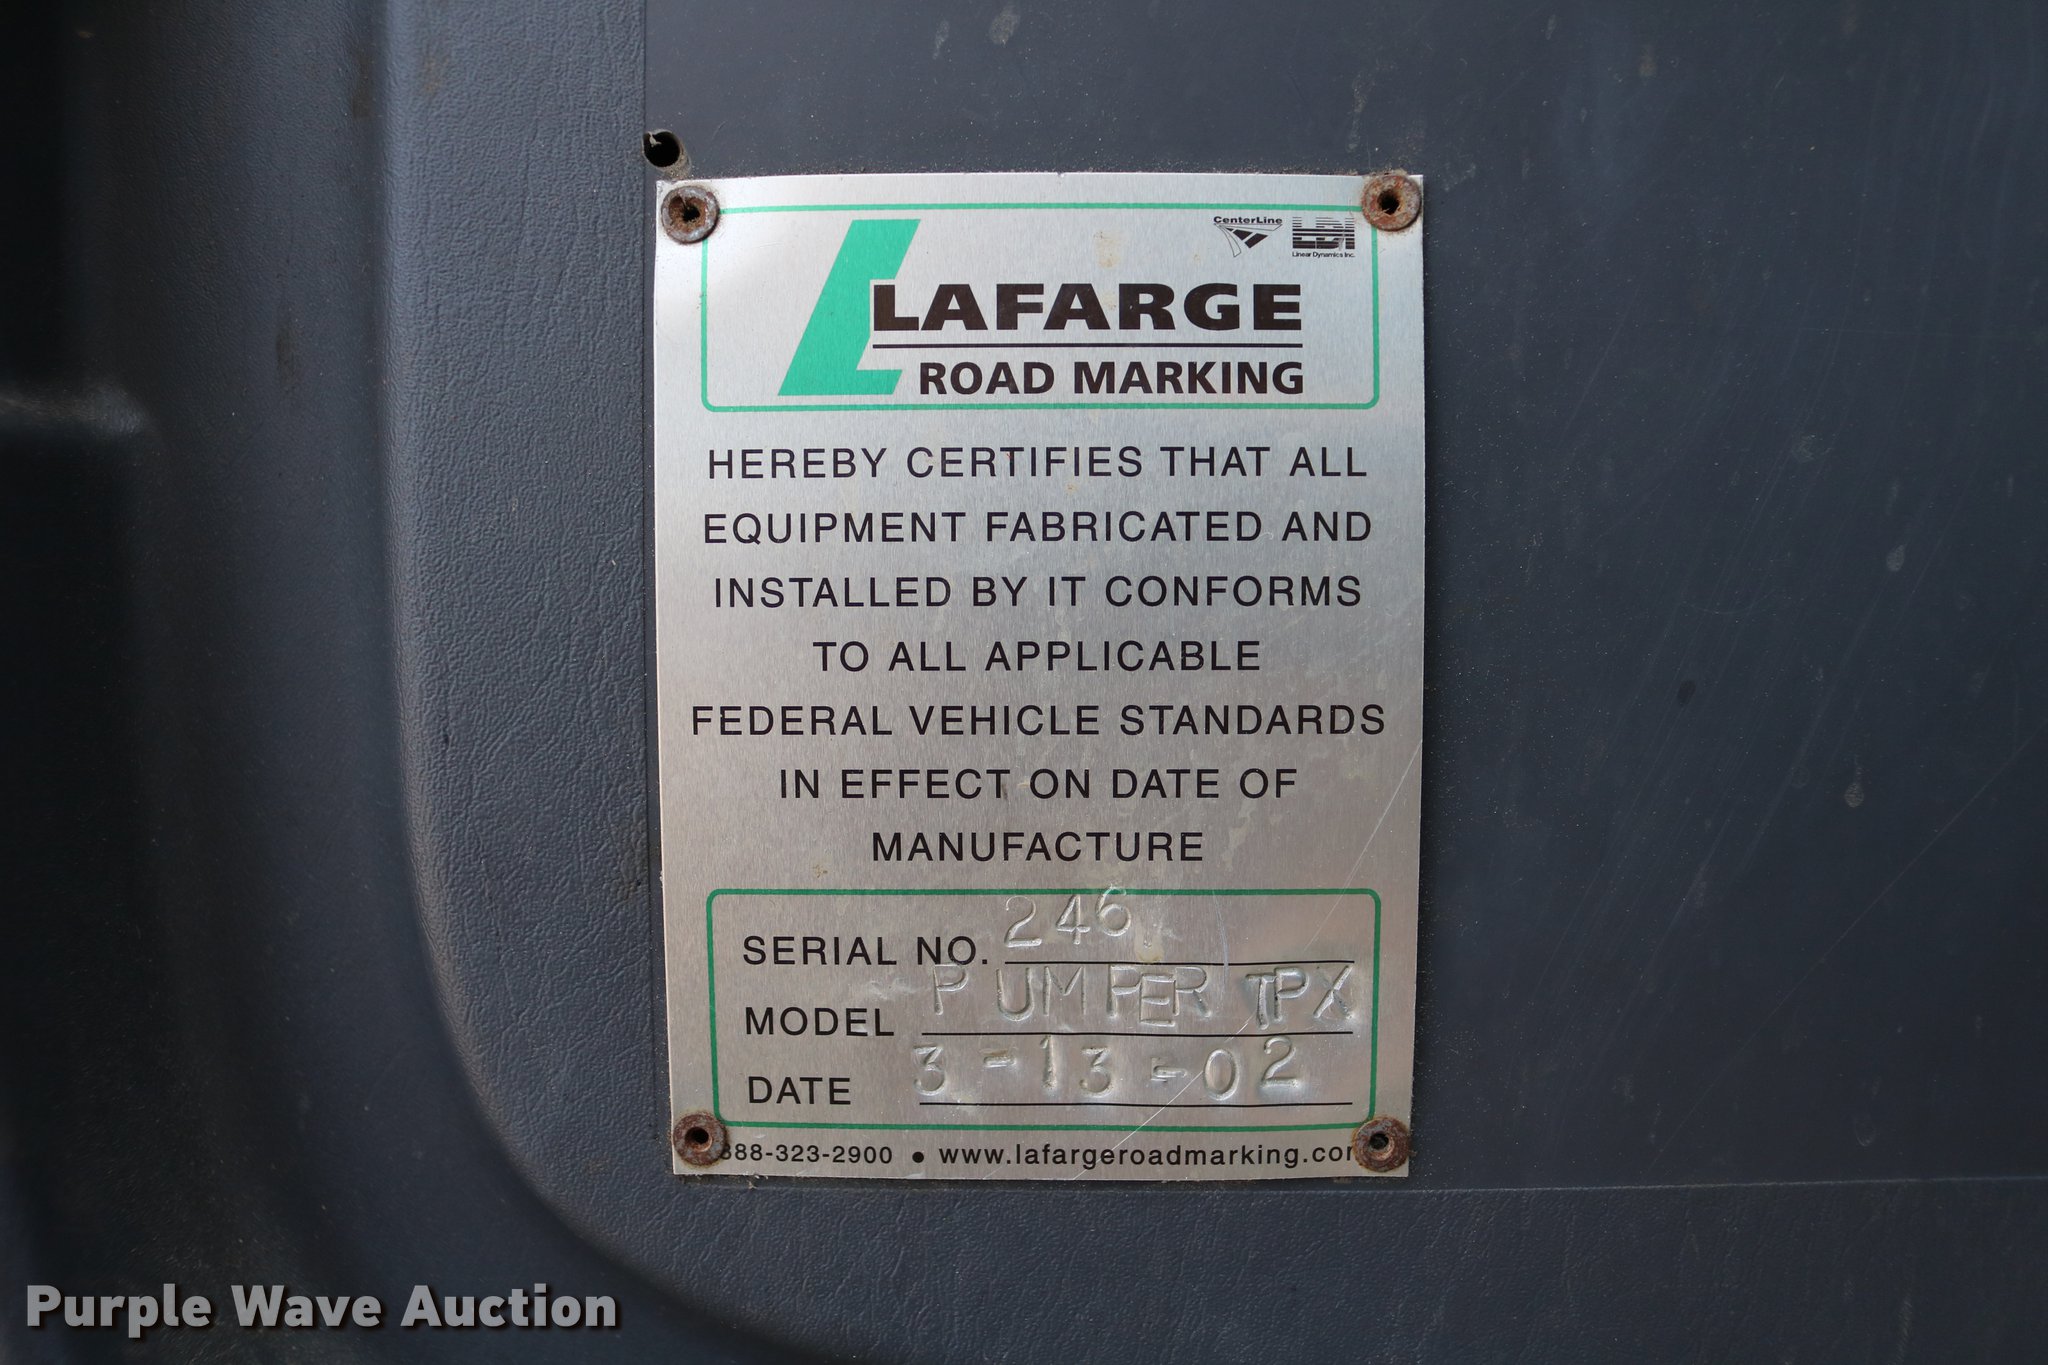 CenterLine
LDI
Linear Dynamics Inc.
LAFARGE
ROAD MARKING
HEREBY CERTIFIES THAT ALL
EQUIPMENT FABRICATED AND
INSTALLED BY IT CONFORMS
TO ALL APPLICABLE
FEDERAL VEHICLE STANDARDS
IN EFFECT ON DATE OF
MANUFACTURE
SERIAL NO. 246
MODEL PUMPER TPX
DATE 3-13-02
888-323-2900 • www.lafargeroadmarking.com
Purple Wave Auction